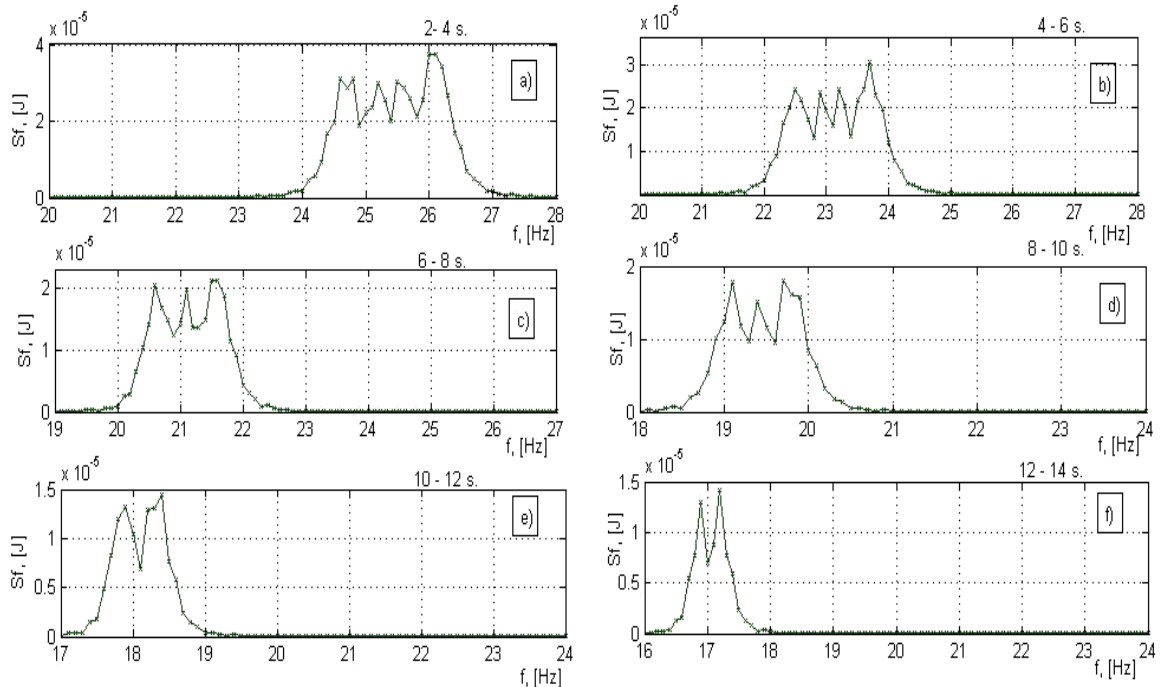 x 10⁻⁵ 2- 4 s.
4
2
0
Sf, [J]
a)
20 21 22 23 24 25 26 27 28
f, [Hz]
x 10⁻⁵ 4 - 6 s.
3
2
1
Sf, [J]
b)
20 21 22 23 24 25 26 27 28
f, [Hz]
x 10⁻⁵ 6 - 8 s.
2
1
0
Sf, [J]
c)
19 20 21 22 23 24 25 26 27
f, [Hz]
x 10⁻⁵ 8 - 10 s.
2
1
0
Sf, [J]
d)
18 19 20 21 22 23 24
f, [Hz]
x 10⁻⁵ 10 - 12 s.
1.5
1
0.5
0
Sf, [J]
e)
17 18 19 20 21 22 23 24
f, [Hz]
x 10⁻⁵ 12 - 14 s.
1.5
1
0.5
0
Sf, [J]
f)
16 17 18 19 20 21 22 23 24
f, [Hz]